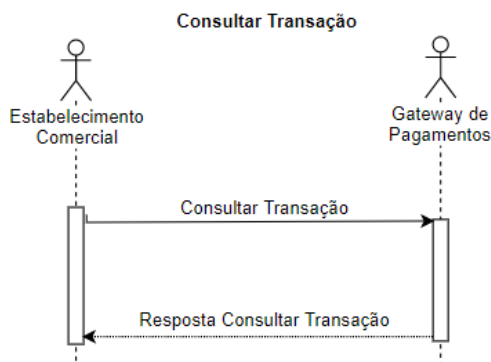 Consultar Transação
Estabelecimento
Comercial
Gateway de
Pagamentos
Consultar Transação
Resposta Consultar Transação